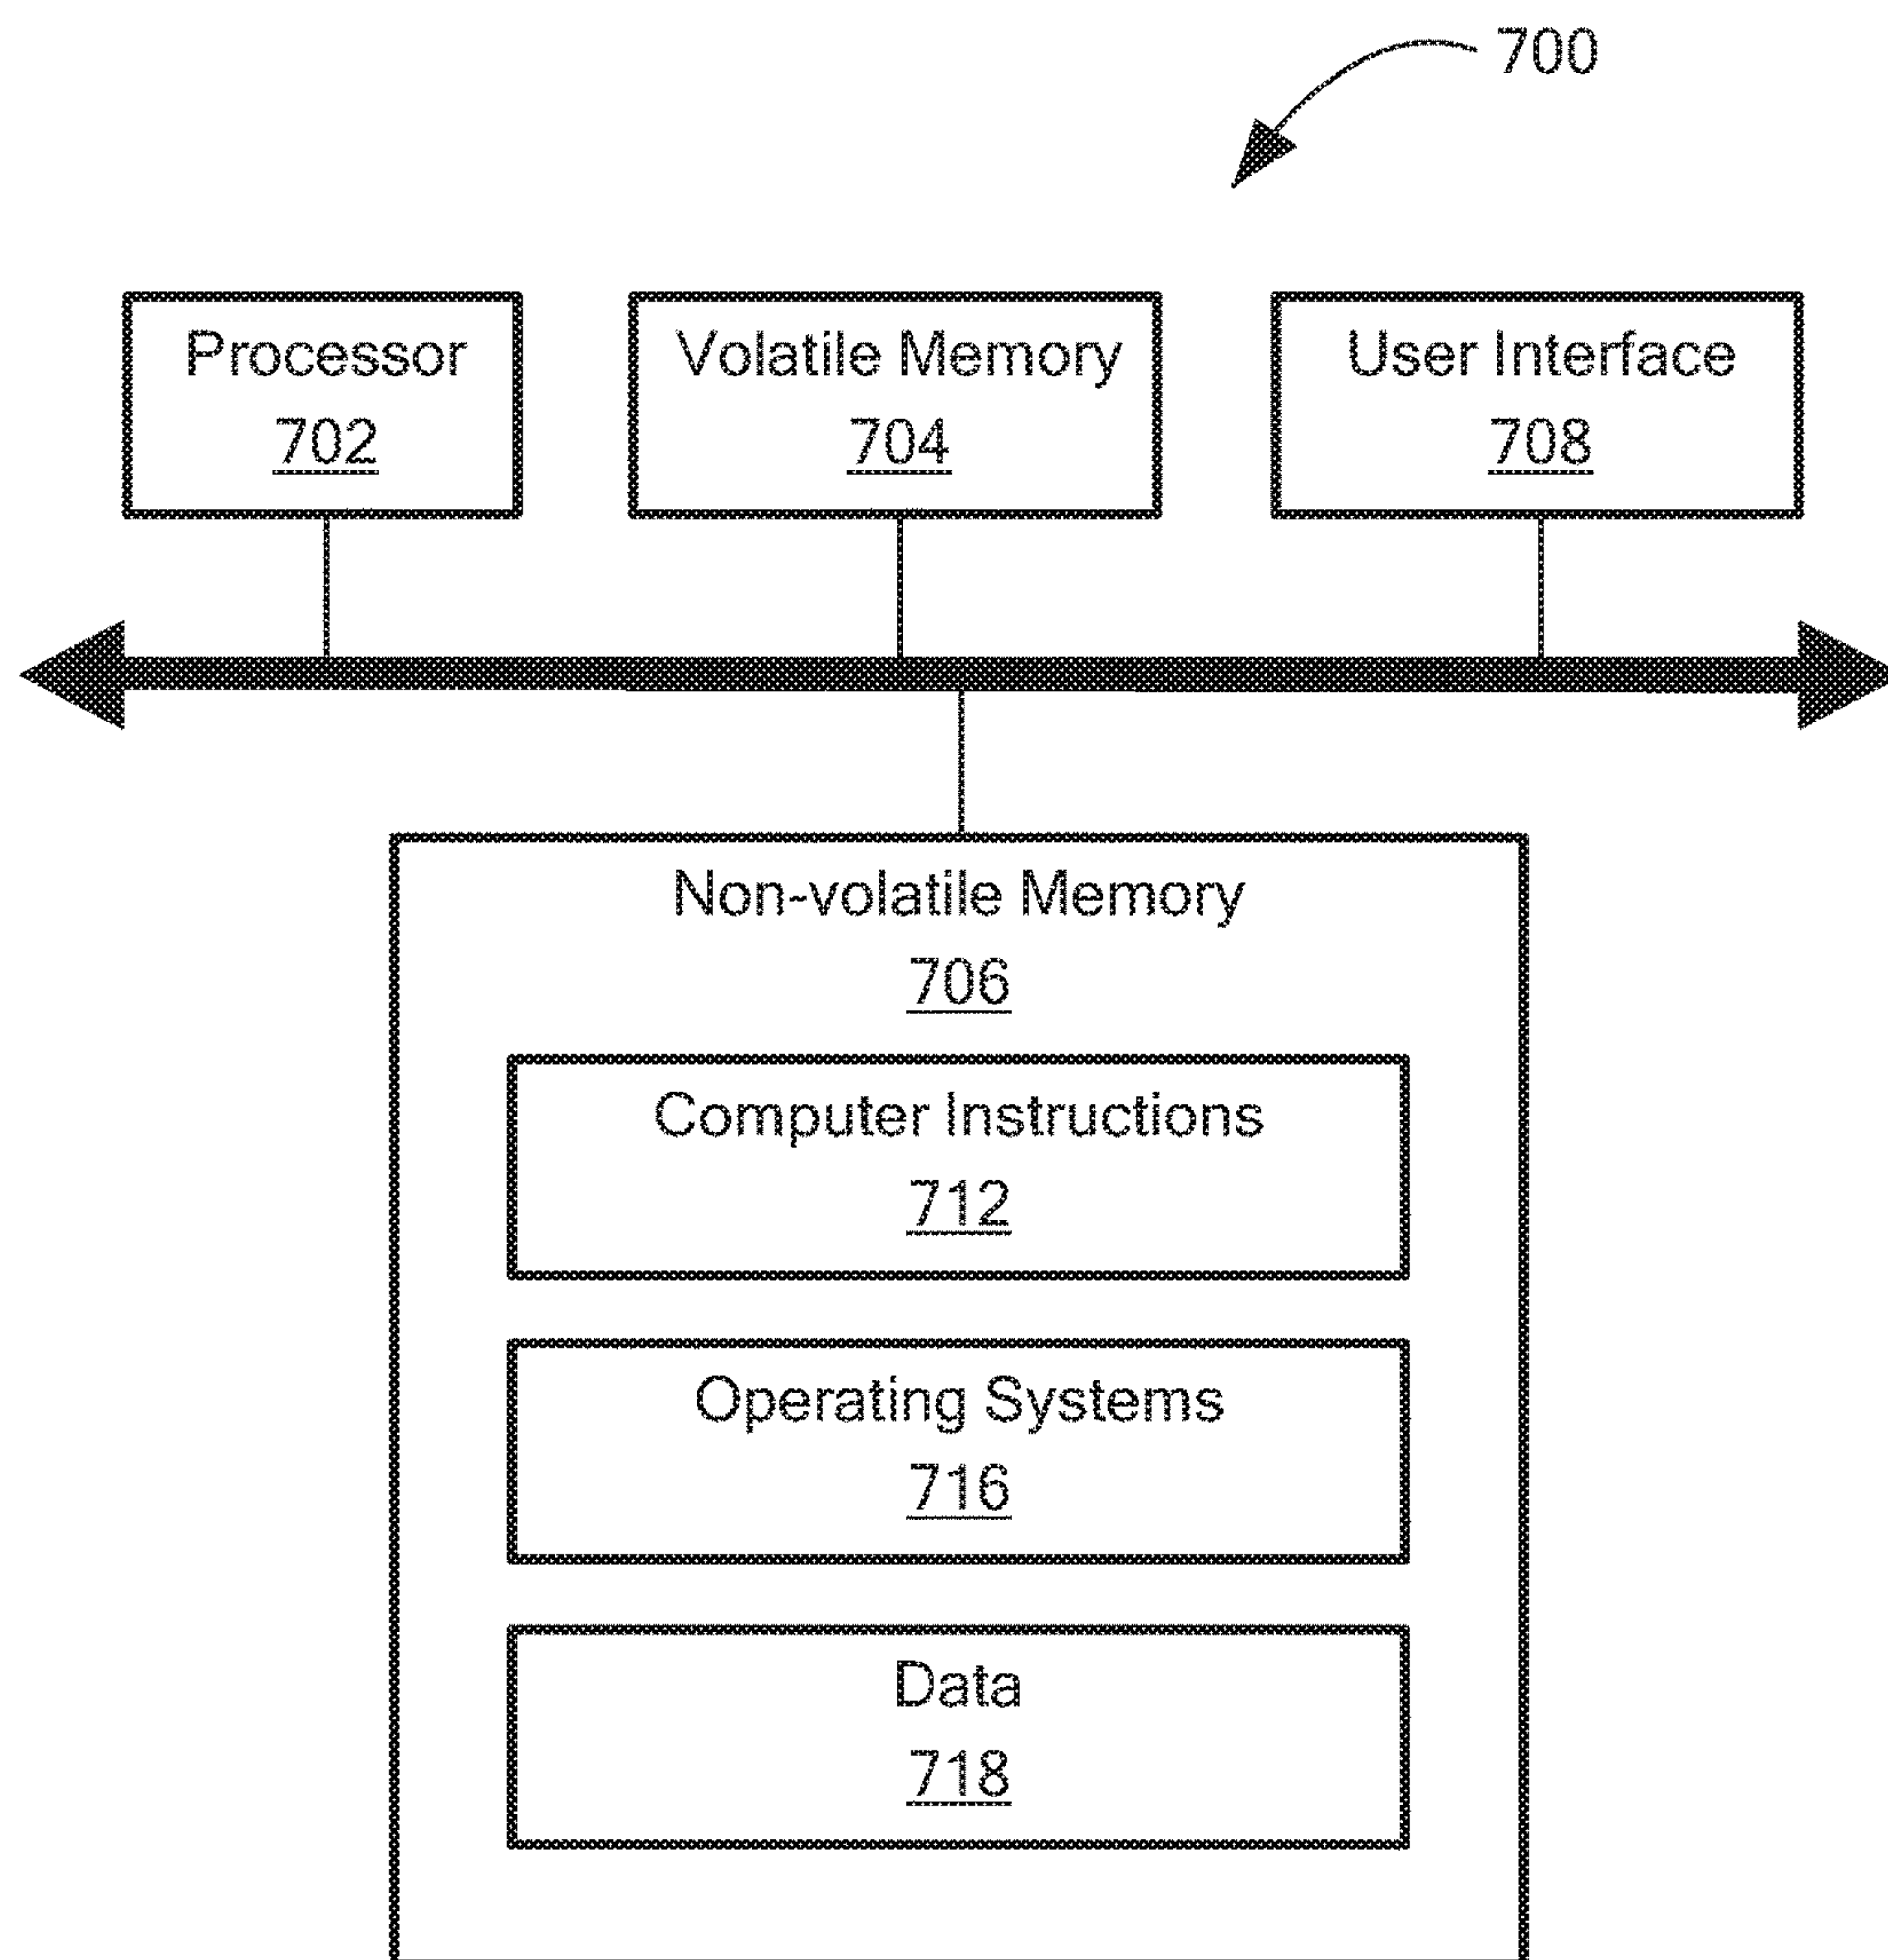 700
Processor
702
Volatile Memory
704
User Interface
708
Non-volatile Memory
706
Computer Instructions
712
Operating Systems
716
Data
718